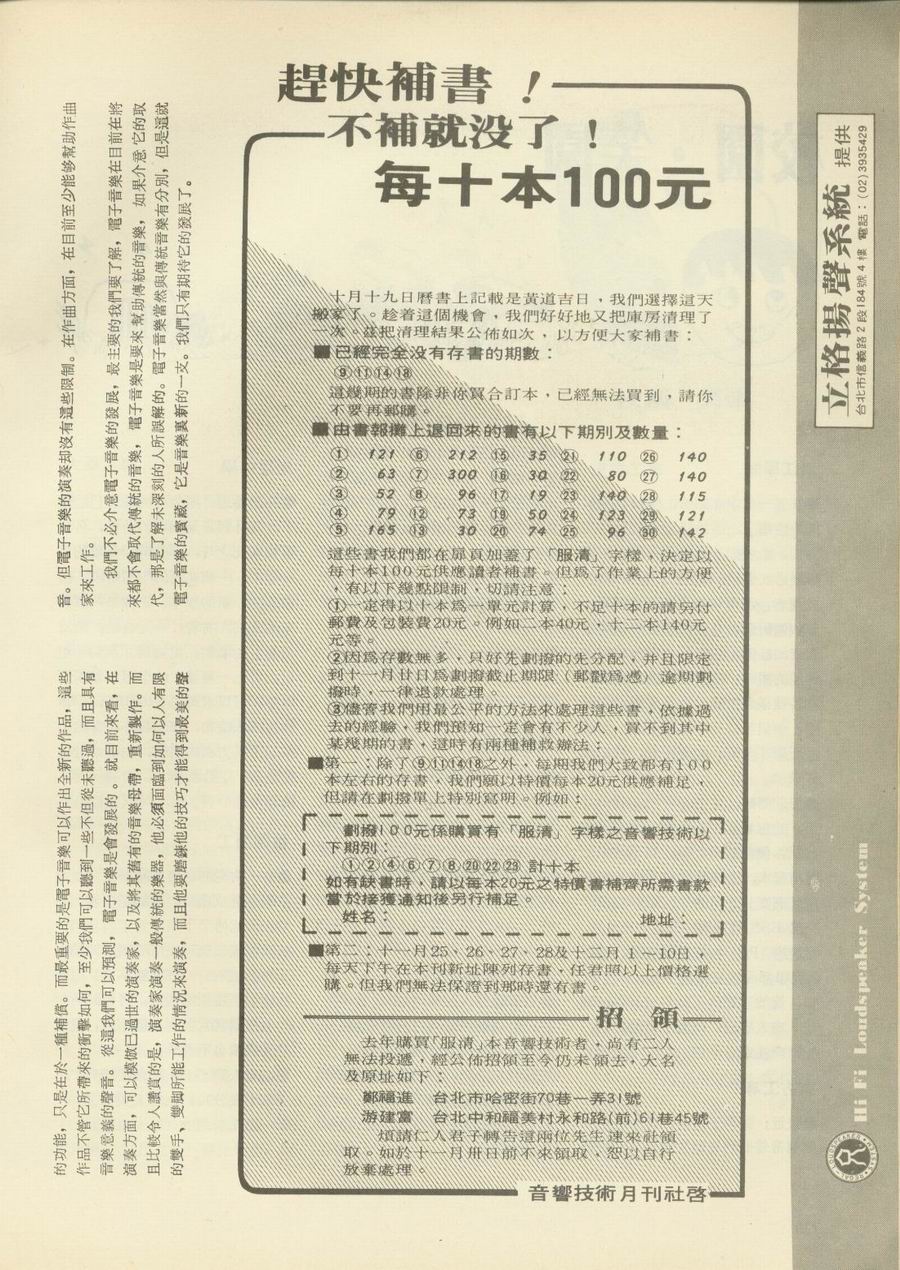 趕快補書！
不補就没了！
每十本100元
十月十九日曆書上記載是黃道吉日，我們選擇這天
搬家了。趁着這個機會，我們好好地又把庫房清理了
一次。茲把清理結果公佈如次，以方便大家補書：
■已經完全没有存書的期數：
⑨⑪⑭⑱
這幾期的書除非你買合訂本，已經無法買到，請你
不要再郵購
■由書報攤上退回來的書有以下期別及數量：
① 121 ⑥ 212 ⑮ 35 ㉑ 110 ㉖ 140
② 63 ⑦ 300 ⑯ 30 ㉒ 80 ㉗ 140
③ 52 ⑧ 96 ⑰ 19 ㉓ 140 ㉘ 115
④ 79 ⑫ 73 ⑲ 50 ㉔ 123 ㉙ 121
⑤ 165 ⑬ 30 ⑳ 74 ㉕ 96 ㉚ 142
這些書我們都在扉頁加蓋了「服清」字樣，決定以
每十本100元供應讀者補書。但爲了作業上的方便
，有以下幾點限制，切請注意：
①一定得以十本爲一單元計算，不足十本的請另付
郵費及包裝費20元。例如二本40元，十二本140元
元等。
②因爲存數無多，只好先劃撥的先分配，并且限定
到十一月廿日爲劃撥截止期限（郵戳爲憑）逾期劃
撥時，一律退款處理
③儘管我們用最公平的方法來處理這些書，依據過
去的經驗，我們預知一定會有不少人，買不到其中
某幾期的書，這時有兩種補救辦法：
■第一：除了⑨⑪⑭⑱之外，每期我們大致都有100
本左右的存書，我們願以特價每本20元供應補足，
但請在劃撥單上特別寫明。例如：
劃撥100元係購買有「服清」字樣之音響技術以
下期別：
①②④⑥⑦⑧⑳㉒㉓ 計十本
如有缺書時，請以每本20元之特價書補齊所需書款
當於接獲通知後另行補足。
姓名： 地址：
■第二：十一月25、26、27、28及十二月1～10日，
每天下午在本刊新址陳列存書，任君照以上價格選
購。但我們無法保證到那時還有書。
招領
去年購買「服清」本音響技術者，尚有二人
無法投遞，經公佈招領至今仍未領去，大名
及原址如下：
鄭福進 台北市哈密街70巷一弄31號
游建富 台北中和福美村永和路(前)61巷45號
煩請仁人君子轉告這兩位先生速來社領
取。如於十一月卅日前不來領取，恕以自行
放棄處理。
音響技術月刊社啓
音。但電子音樂的演奏却沒有這些限制。在作曲方面，在目前至少能够幫助作曲
家來工作。
我們不必介意電子音樂的發展，最主要的我們要了解，電子音樂在目前在將
來都不會取代傳統的音樂，電子音樂是要來幫助傳統的音樂，如果介意它的取
代，那是了解未深刻的人所誤解的。電子音樂當然與傳統音樂有分別，但是這就
電子音樂的寶藏，它是音樂裏新的一支。我們只有期待它的發展了。
的功能，只是在於一種補償。而最重要的是電子音樂可以作出全新的作品，這些
作品不管它所帶來的衝擊如何，至少我們可以聽到一些不但從未聽過，而且具有
音樂意義的聲音。從這我們可以預測，電子音樂是會發展的。就目前來看，在
演奏方面，可以模倣已過世的演奏家，以及將其舊有的音樂母帶，重新製作。而
且比較令人讚賞的是，演奏家演奏一般傳統的樂器，他必須面臨到如何以人有限
的雙手、雙脚所能工作的情況來演奏，而且他要磨鍊他的技巧才能得到最美的聲
立格揚聲系統 提供
台北市信義路2段184號4樓 電話：(02)3935429
Hi Fi Loudspeaker System